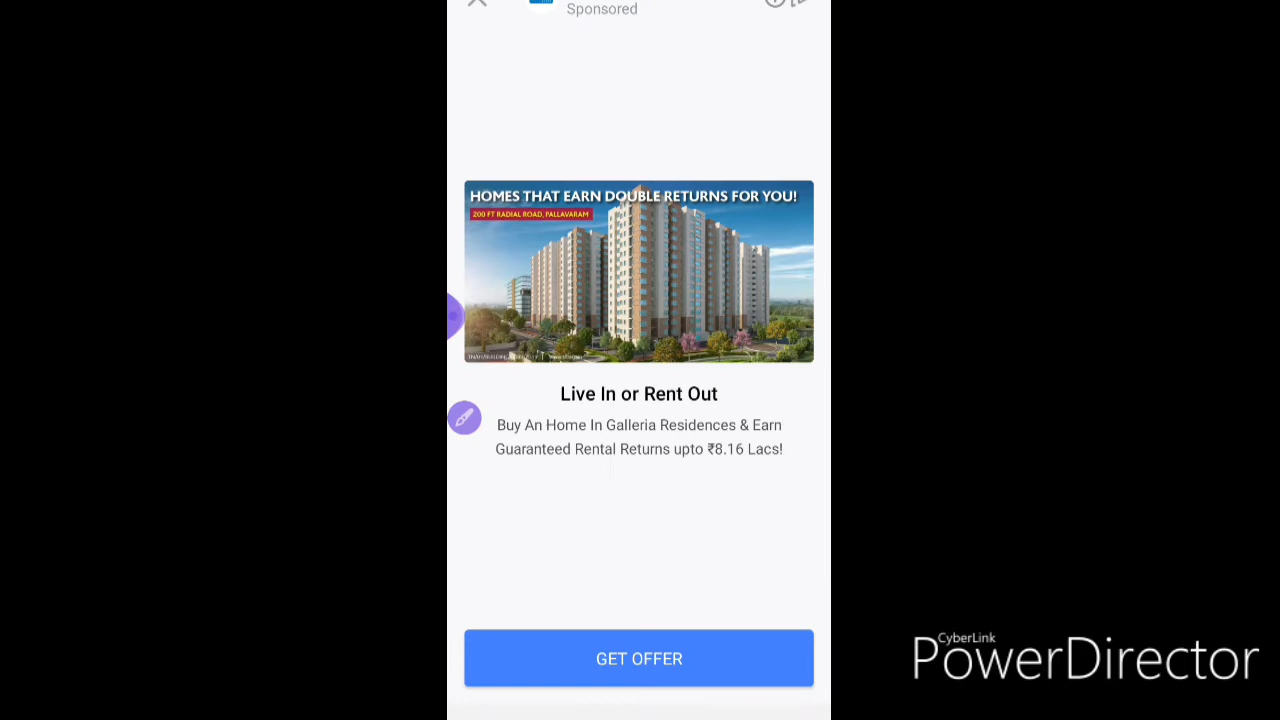 Sponsored
HOMES THAT EARN DOUBLE RETURNS FOR YOU!
200 FT RADIAL ROAD, PALLAVARAM
Live In or Rent Out
Buy An Home In Galleria Residences & Earn
Guaranteed Rental Returns upto ₹8.16 Lacs!
GET OFFER
CyberLink
PowerDirector